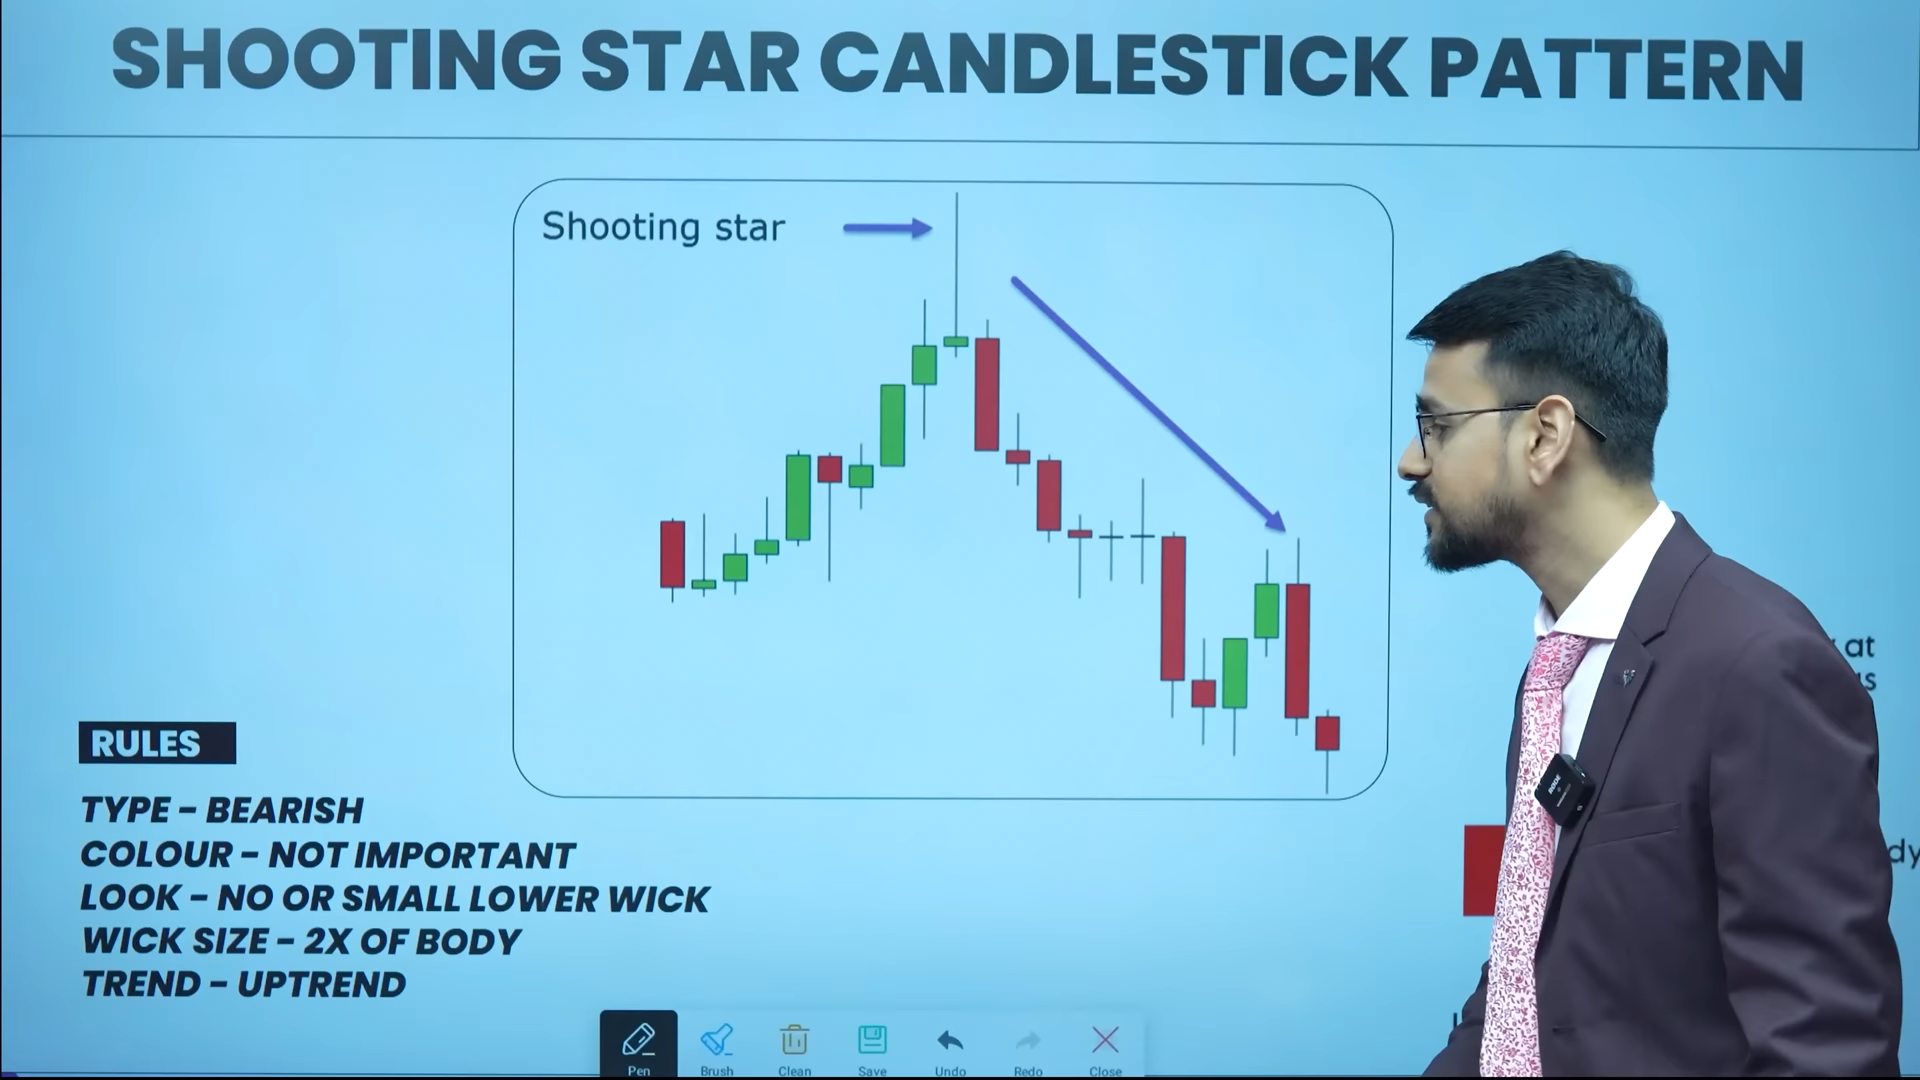 SHOOTING STAR CANDLESTICK PATTERN
Shooting star
RULES
TYPE – BEARISH
COLOUR – NOT IMPORTANT
LOOK – NO OR SMALL LOWER WICK
WICK SIZE – 2X OF BODY
TREND – UPTREND
at
Pen Brush Clean Save Undo Redo Close